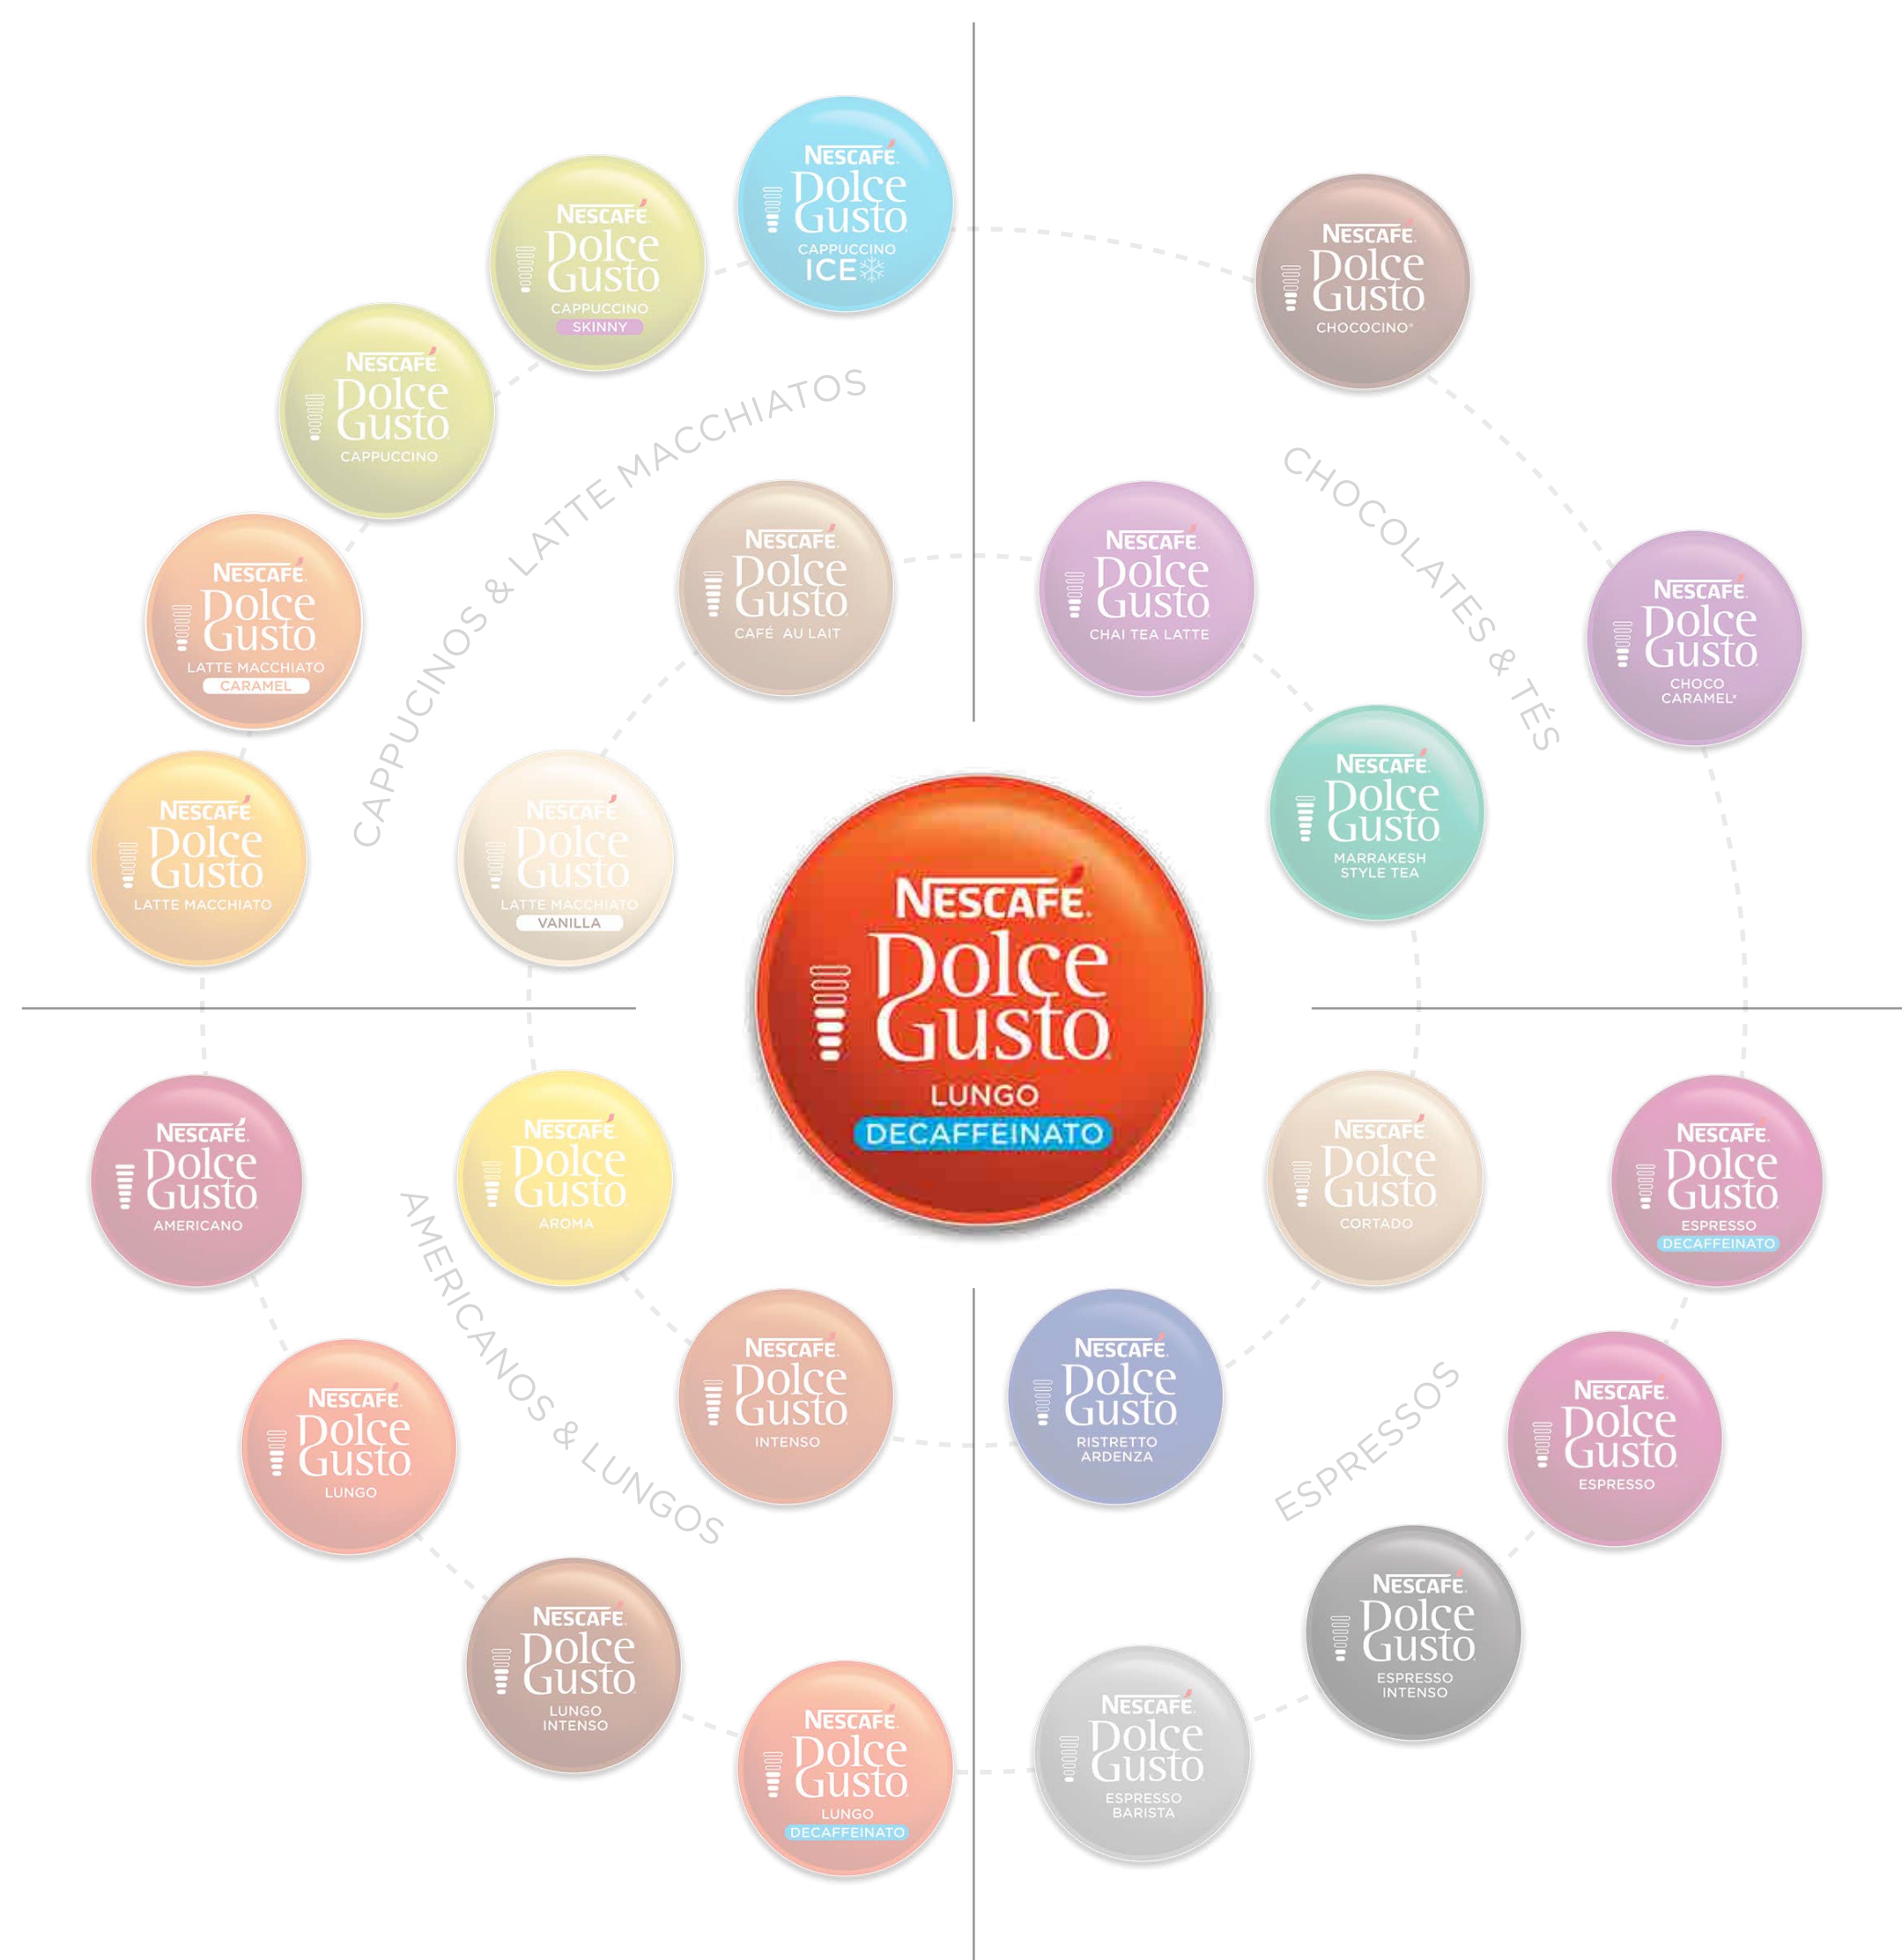 NESCAFÉ
Dolce
Gusto
CAPPUCCINO
ICE
NESCAFÉ
Dolce
Gusto
CAPPUCCINO
SKINNY
NESCAFÉ
Dolce
Gusto
CAPPUCCINO
NESCAFÉ
Dolce
Gusto
LATTE MACCHIATO
CARAMEL
NESCAFÉ
Dolce
Gusto
LATTE MACCHIATO
CAPPUCINOS & LATTE MACCHIATOS
NESCAFÉ
Dolce
Gusto
CAFÉ AU LAIT
NESCAFÉ
Dolce
Gusto
LATTE MACCHIATO
VANILLA
NESCAFÉ
Dolce
Gusto
CHOCOCINO
CHOCOLATES & TÉS
NESCAFÉ
Dolce
Gusto
CHAI TEA LATTE
NESCAFÉ
Dolce
Gusto
CHOCO
CARAMEL
NESCAFÉ
Dolce
Gusto
MARRAKESH
STYLE TEA
NESCAFÉ
Dolce
Gusto
LUNGO
DECAFFEINATO
NESCAFÉ
Dolce
Gusto
AMERICANO
NESCAFÉ
Dolce
Gusto
AROMA
AMERICANOS & LUNGOS
NESCAFÉ
Dolce
Gusto
INTENSO
NESCAFÉ
Dolce
Gusto
LUNGO
NESCAFÉ
Dolce
Gusto
LUNGO
INTENSO
NESCAFÉ
Dolce
Gusto
LUNGO
DECAFFEINATO
NESCAFÉ
Dolce
Gusto
CORTADO
NESCAFÉ
Dolce
Gusto
ESPRESSO
DECAFFEINATO
NESCAFÉ
Dolce
Gusto
RISTRETTO
ARDENZA
ESPRESSOS
NESCAFÉ
Dolce
Gusto
ESPRESSO
NESCAFÉ
Dolce
Gusto
ESPRESSO
INTENSO
NESCAFÉ
Dolce
Gusto
ESPRESSO
BARISTA